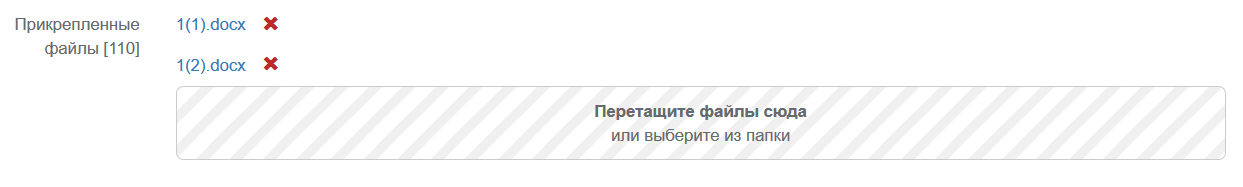 Прикрепленные
файлы [110]
1(1).docx
1(2).docx
Перетащите файлы сюда
или выберите из папки